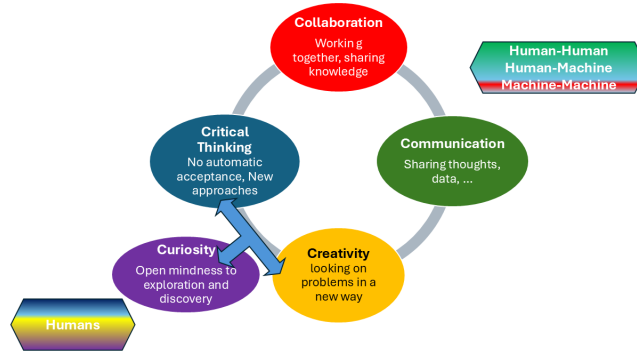 Collaboration
Workin g
together, sharing
knowledge
Human-Human
Human-Machine
Machine-Machine
Critical
Thinking
No automatic
acceptance, New
approaches
Communication
Sharing thoughts,
data, ...
Curiosity
Open mindness to
exploration and
discovery
Creativity
looking on
problems in a
new way
Humans